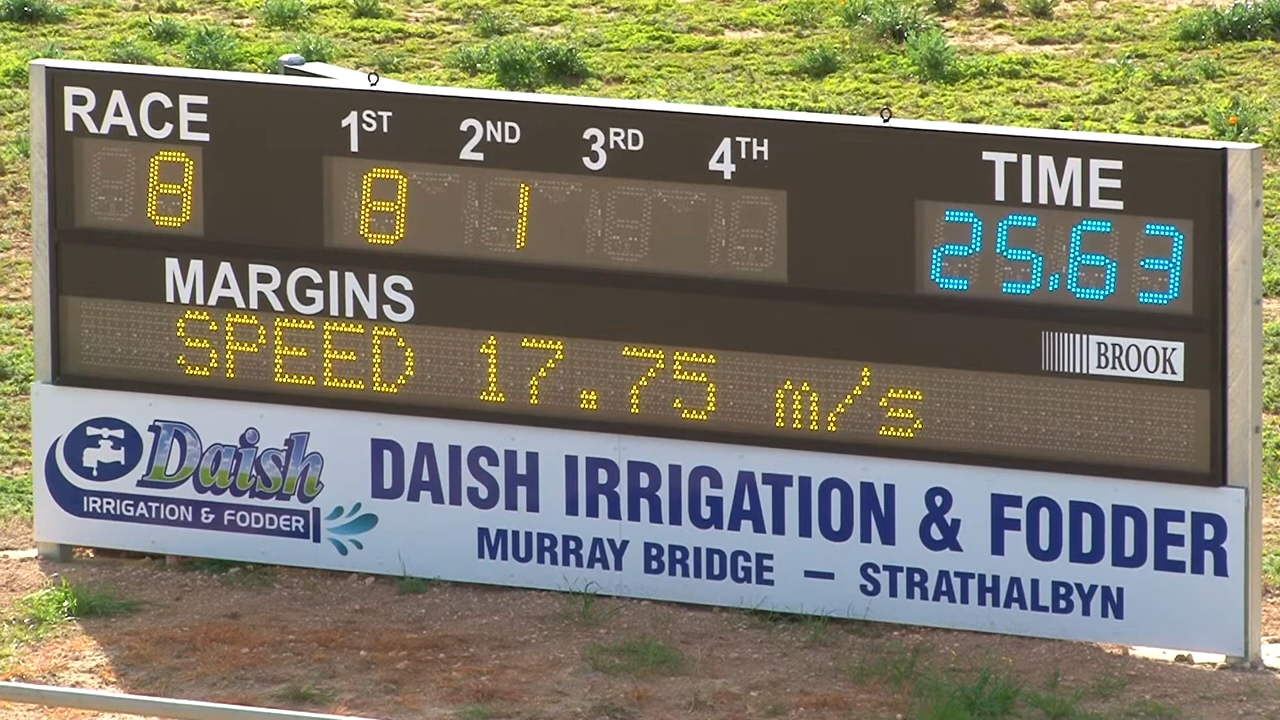 RACE 1ST 2ND 3RD 4TH TIME
8 8 1 25.63
MARGINS
BROOK
SPEED 17.75 m/s
Daish
IRRIGATION & FODDER
DAISH IRRIGATION & FODDER
MURRAY BRIDGE – STRATHALBYN